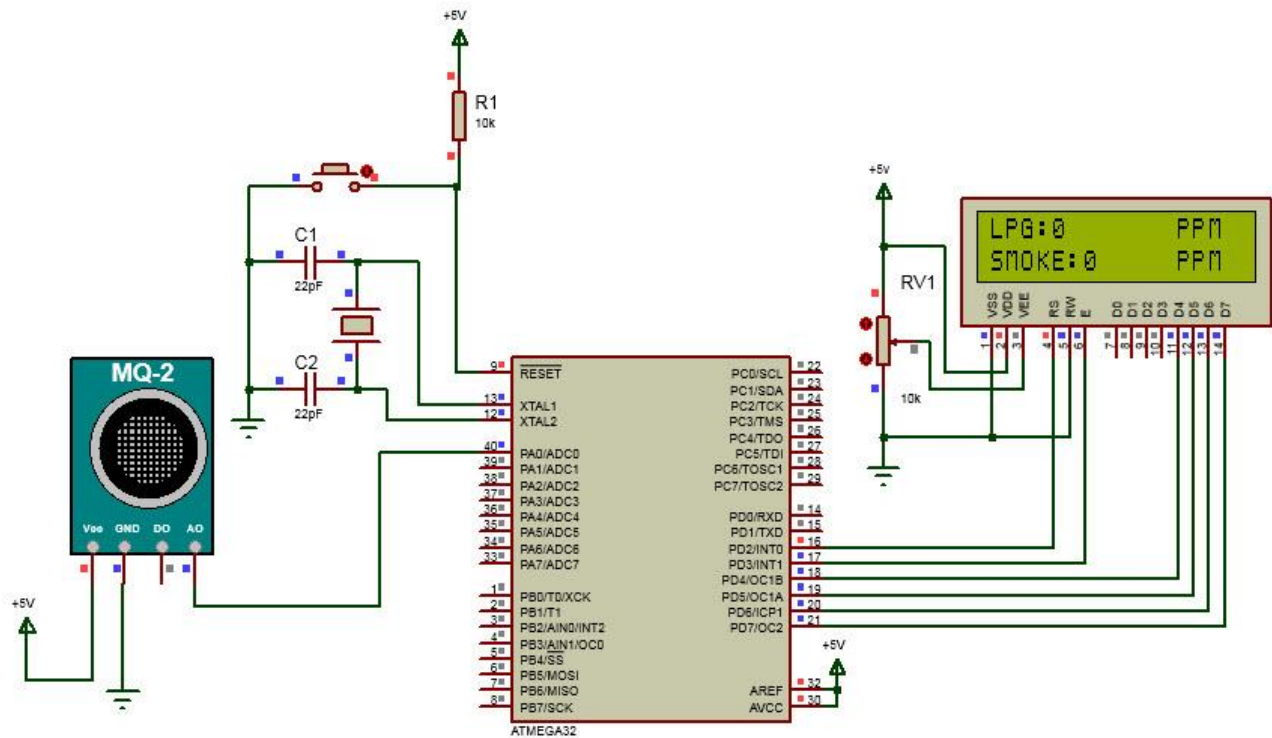 +5V
R1
10k
C1
22pF
C2
22pF
MQ-2
Vcc GND DO AO
+5V
9 RESET
13 XTAL1
12 XTAL2
40 PA0/ADC0
39 PA1/ADC1
38 PA2/ADC2
37 PA3/ADC3
36 PA4/ADC4
35 PA5/ADC5
34 PA6/ADC6
33 PA7/ADC7
1 PB0/T0/XCK
2 PB1/T1
3 PB2/AIN0/INT2
4 PB3/AIN1/OC0
5 PB4/SS
6 PB5/MOSI
7 PB6/MISO
8 PB7/SCK
PC0/SCL 22
PC1/SDA 23
PC2/TCK 24
PC3/TMS 25
PC4/TDO 26
PC5/TDI 27
PC6/TOSC1 28
PC7/TOSC2 29
PD0/RXD 14
PD1/TXD 15
PD2/INT0 16
PD3/INT1 17
PD4/OC1B 18
PD5/OC1A 19
PD6/ICP1 20
PD7/OC2 21
AREF 32
AVCC 30
ATMEGA32
+5V
+5v
RV1
10k
LPG:0 PPM
SMOKE:0 PPM
VSS VDD VEE RS RW E D0 D1 D2 D3 D4 D5 D6 D7
1 2 3 4 5 6 7 8 9 10 11 12 13 14